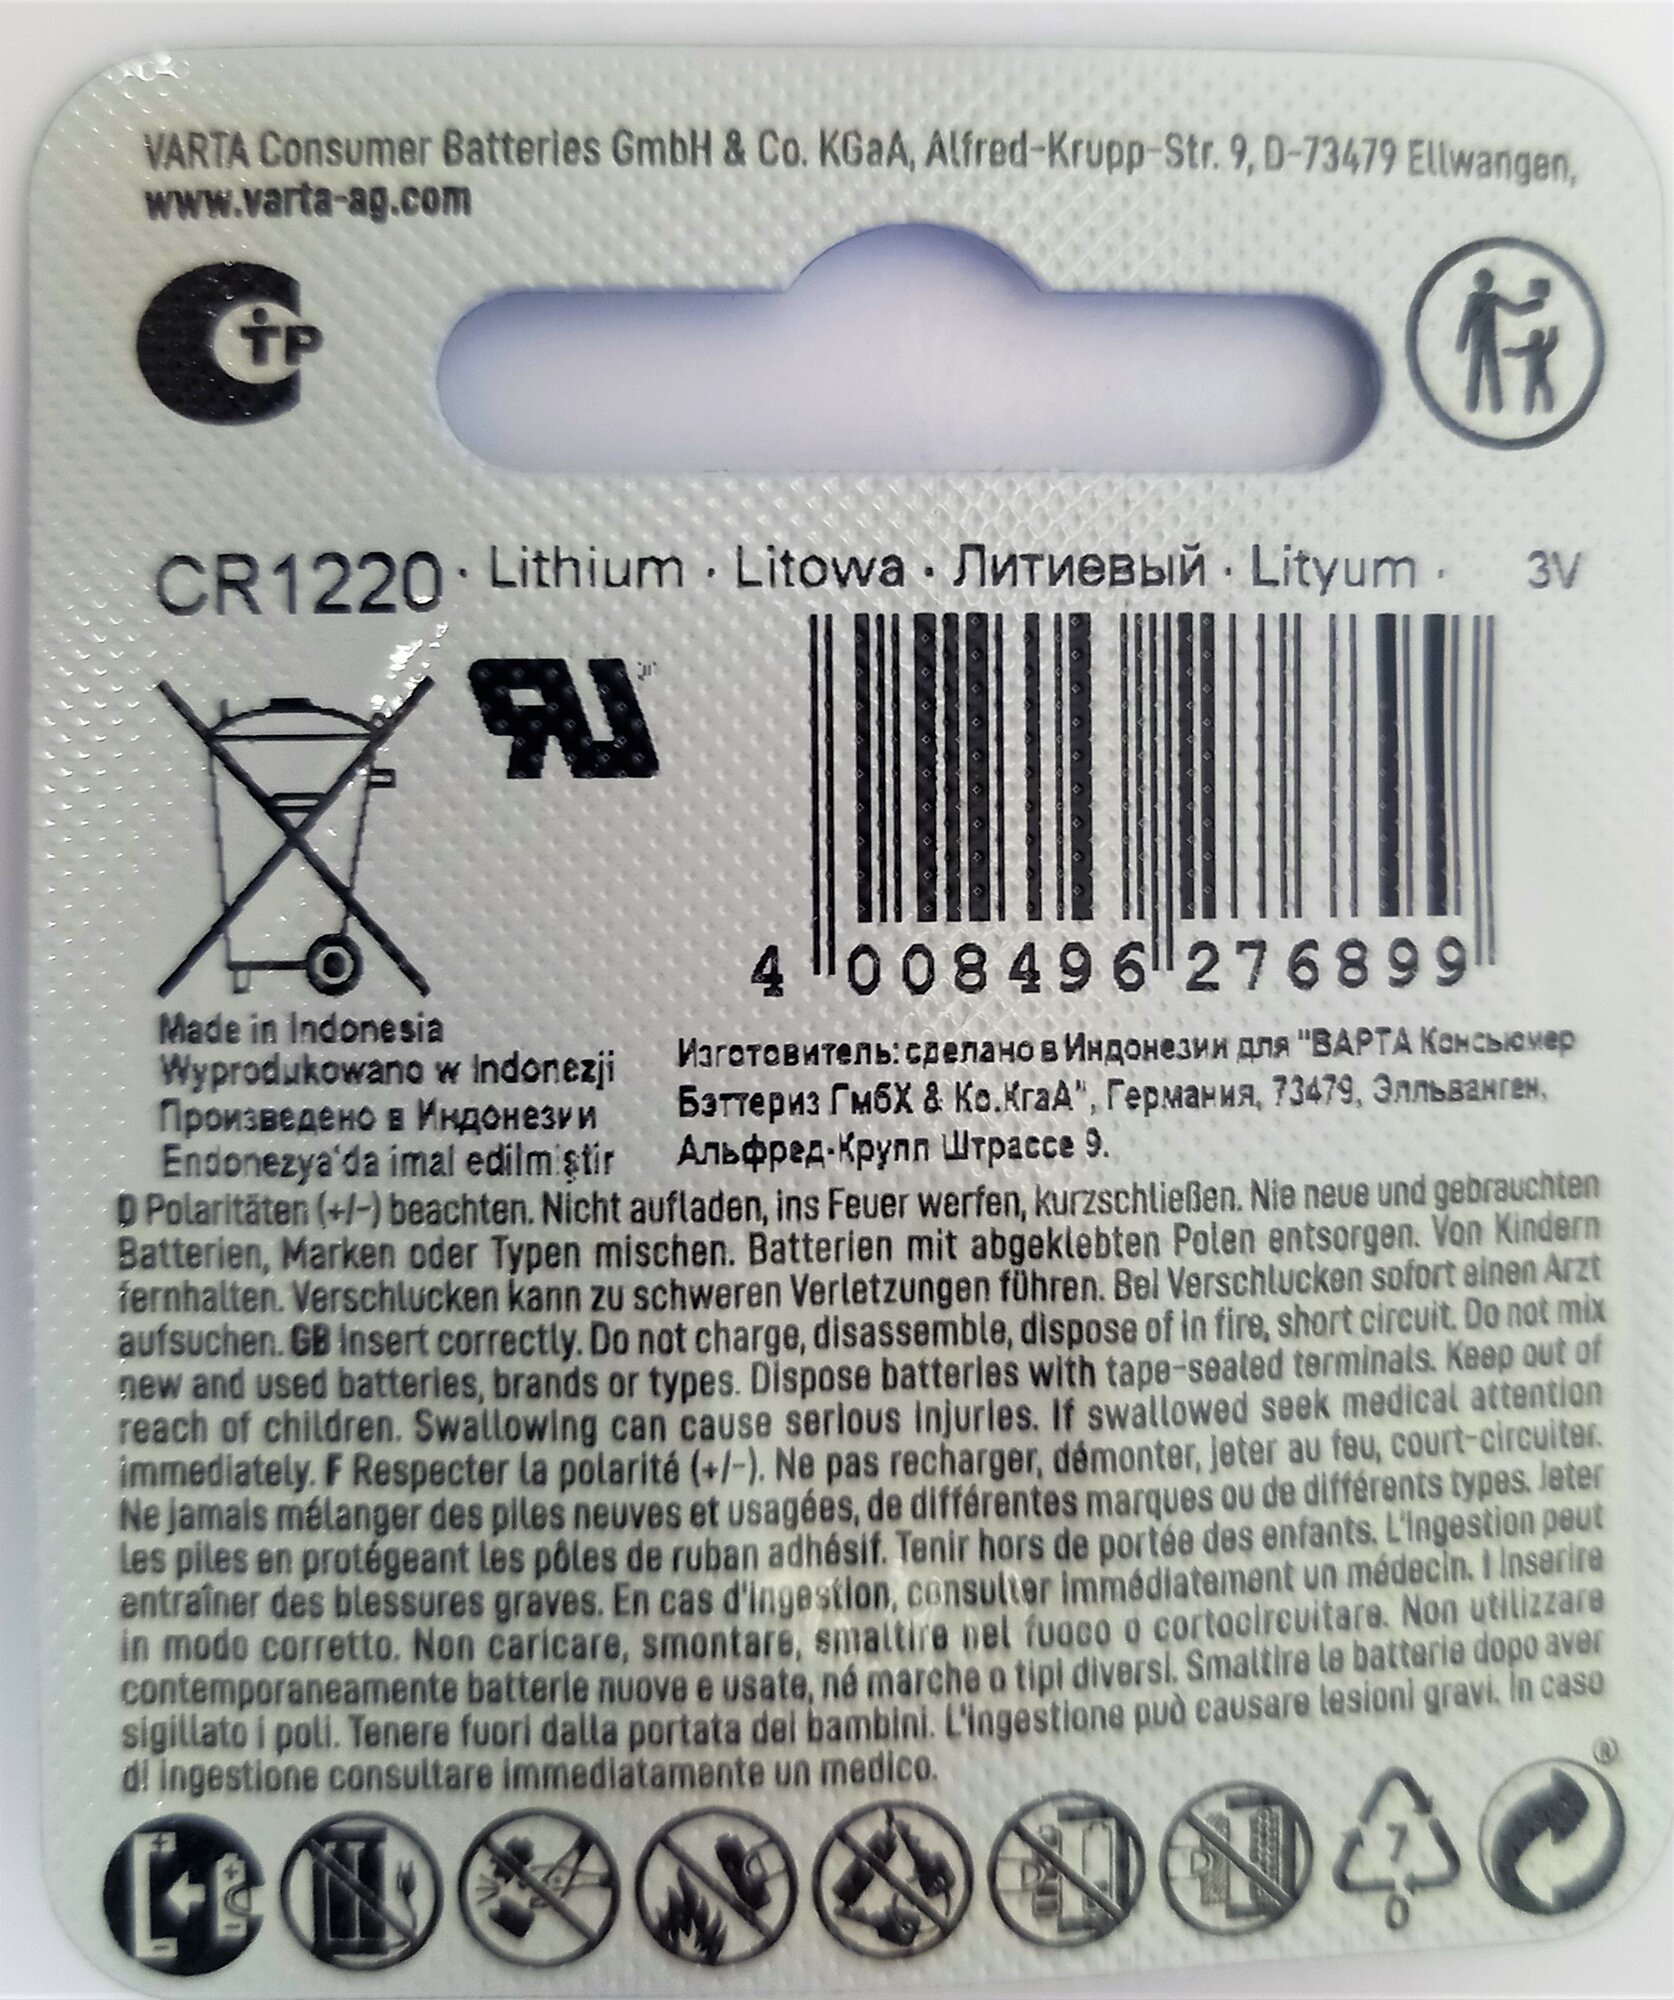 VARTA Consumer Batteries GmbH & Co. KGaA, Alfred-Krupp-Str. 9, D-73479 Ellwangen,
www.varta-ag.com
CTP
CR1220 · Lithium · Litowa · Литиевый · Lityum · 3V
4 008496 276899
Made in Indonesia
Wyprodukowano w Indonezji
Произведено в Индонезии
Endonezya'da imal edilmiştir
Изготовитель: сделано в Индонезии для "ВАРТА Консьюмер
Бэттериз ГмбХ & Ко.КгаА", Германия, 73479, Элльванген,
Альфред-Крупп Штрассе 9.
D Polaritäten (+/-) beachten. Nicht aufladen, ins Feuer werfen, kurzschließen. Nie neue und gebrauchten
Batterien, Marken oder Typen mischen. Batterien mit abgeklebten Polen entsorgen. Von Kindern
fernhalten. Verschlucken kann zu schweren Verletzungen führen. Bei Verschlucken sofort einen Arzt
aufsuchen. GB Insert correctly. Do not charge, disassemble, dispose of in fire, short circuit. Do not mix
new and used batteries, brands or types. Dispose batteries with tape-sealed terminals. Keep out of
reach of children. Swallowing can cause serious injuries. If swallowed seek medical attention
immediately. F Respecter la polarité (+/-). Ne pas recharger, démonter, jeter au feu, court-circuiter.
Ne jamais mélanger des piles neuves et usagées, de différentes marques ou de différents types. Jeter
les piles en protégeant les pôles de ruban adhésif. Tenir hors de portée des enfants. L'ingestion peut
entraîner des blessures graves. En cas d'ingestion, consulter immédiatement un médecin. I Inserire
in modo corretto. Non caricare, smontare, smaltire nel fuoco o cortocircuitare. Non utilizzare
contemporaneamente batterie nuove e usate, né marche o tipi diversi. Smaltire le batterie dopo aver
sigillato i poli. Tenere fuori dalla portata dei bambini. L'ingestione può causare lesioni gravi. In caso
di ingestione consultare immediatamente un medico.
7
0
®